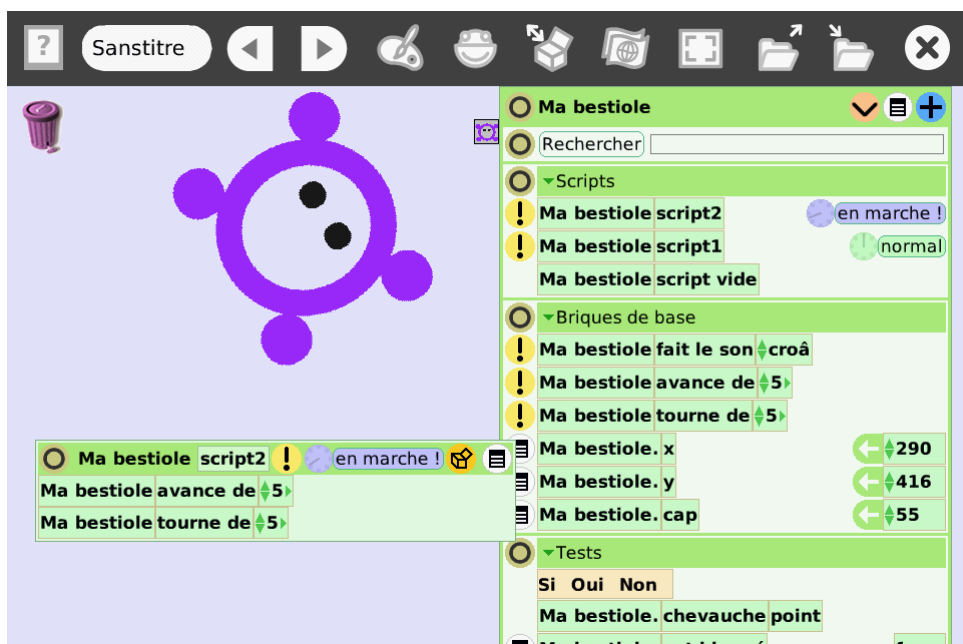 ?
Sanstitre
Ma bestiole
Rechercher
Scripts
Ma bestiole script2 en marche !
Ma bestiole script1 normal
Ma bestiole script vide
Briques de base
Ma bestiole fait le son croâ
Ma bestiole avance de 5
Ma bestiole tourne de 5
Ma bestiole. x 290
Ma bestiole. y 416
Ma bestiole. cap 55
Tests
Si Oui Non
Ma bestiole. chevauche point
Ma bestiole script2 ! en marche !
Ma bestiole avance de 5
Ma bestiole tourne de 5